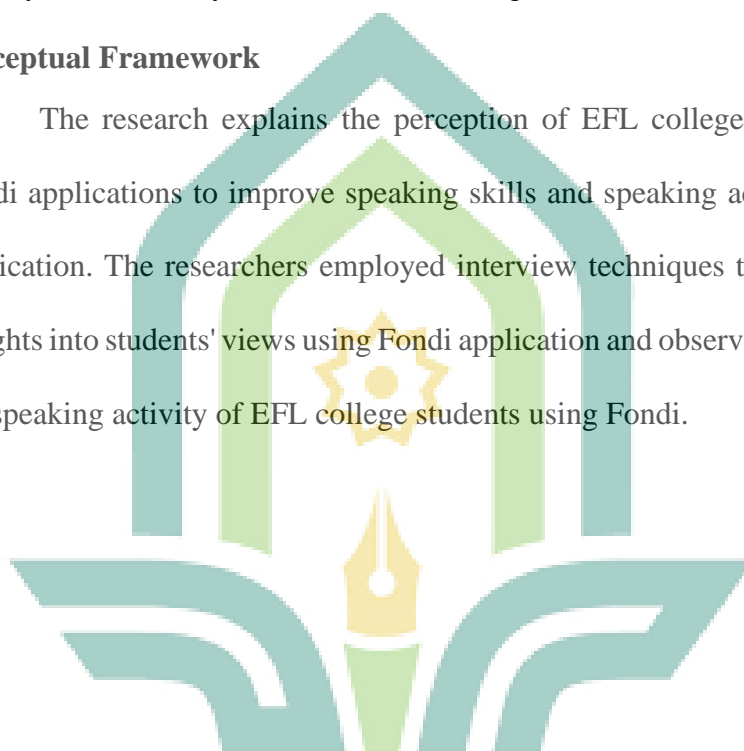 ceptual Framework
The research explains the perception of EFL college
di applications to improve speaking skills and speaking ac
ication. The researchers employed interview techniques t
ghts into students' views using Fondi application and observ
speaking activity of EFL college students using Fondi.